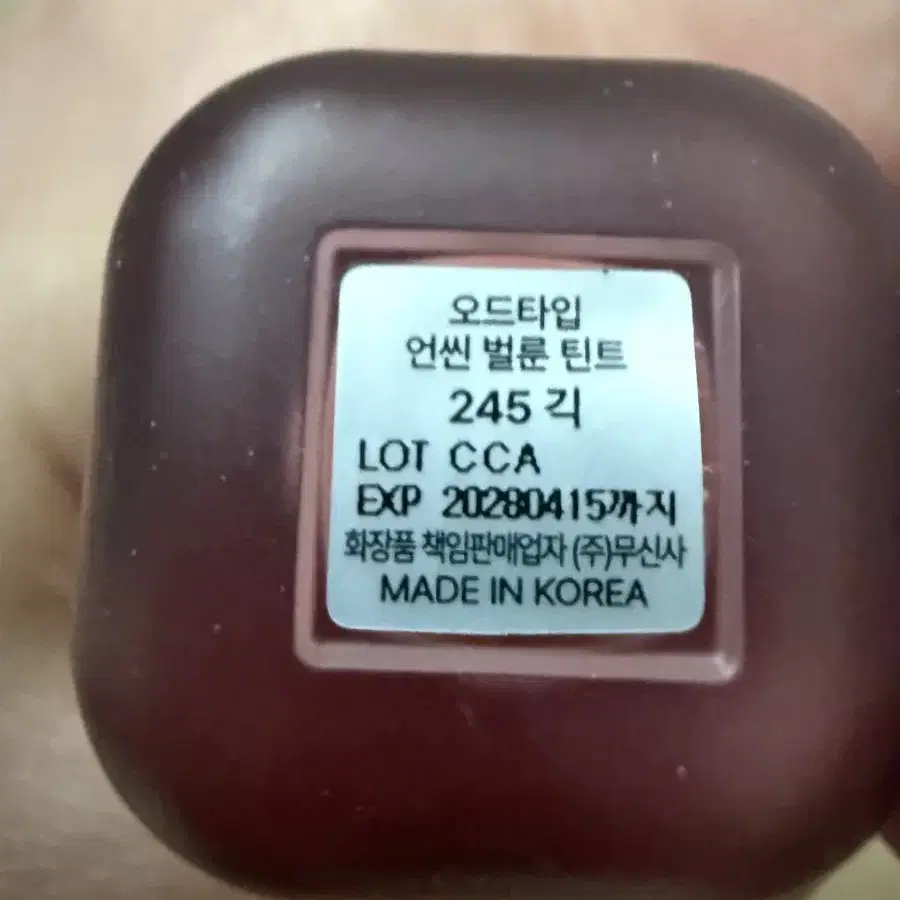 오드타입
언씬 벌룬 틴트
245 긱
LOT CCA
EXP 20280415까지
화장품 책임판매업자 (주)무신사
MADE IN KOREA